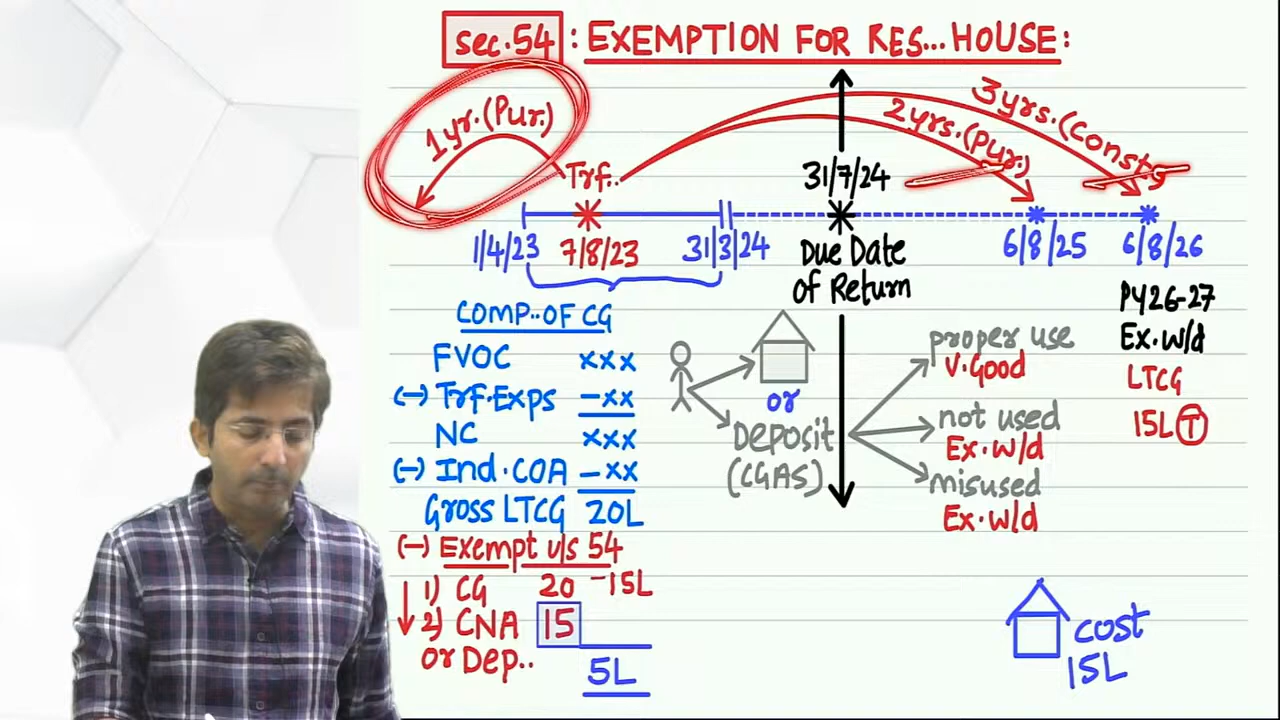 sec.54 : EXEMPTION FOR RES... HOUSE:
1yr.(Pur.)
3yrs.(Const)
2yrs.(Pur.)
Trf..
31/7/24
1/4/23 7/8/23 31/3/24
Due Date
of Return
6/8/25 6/8/26
COMP..OF CG
FVOC xxx
(-) Trf.Exps -xx
NC xxx
(-) Ind.COA -xx
Gross LTCG 20L
(-) Exempt u/s 54
1) CG 20 -15L
2) CNA 15
or Dep..
5L
or
Deposit
(CGAS)
proper use
V.Good
not used
Ex.w/d
misused
Ex.w/d
PY26-27
Ex.w/d
LTCG
15L T
cost
15L